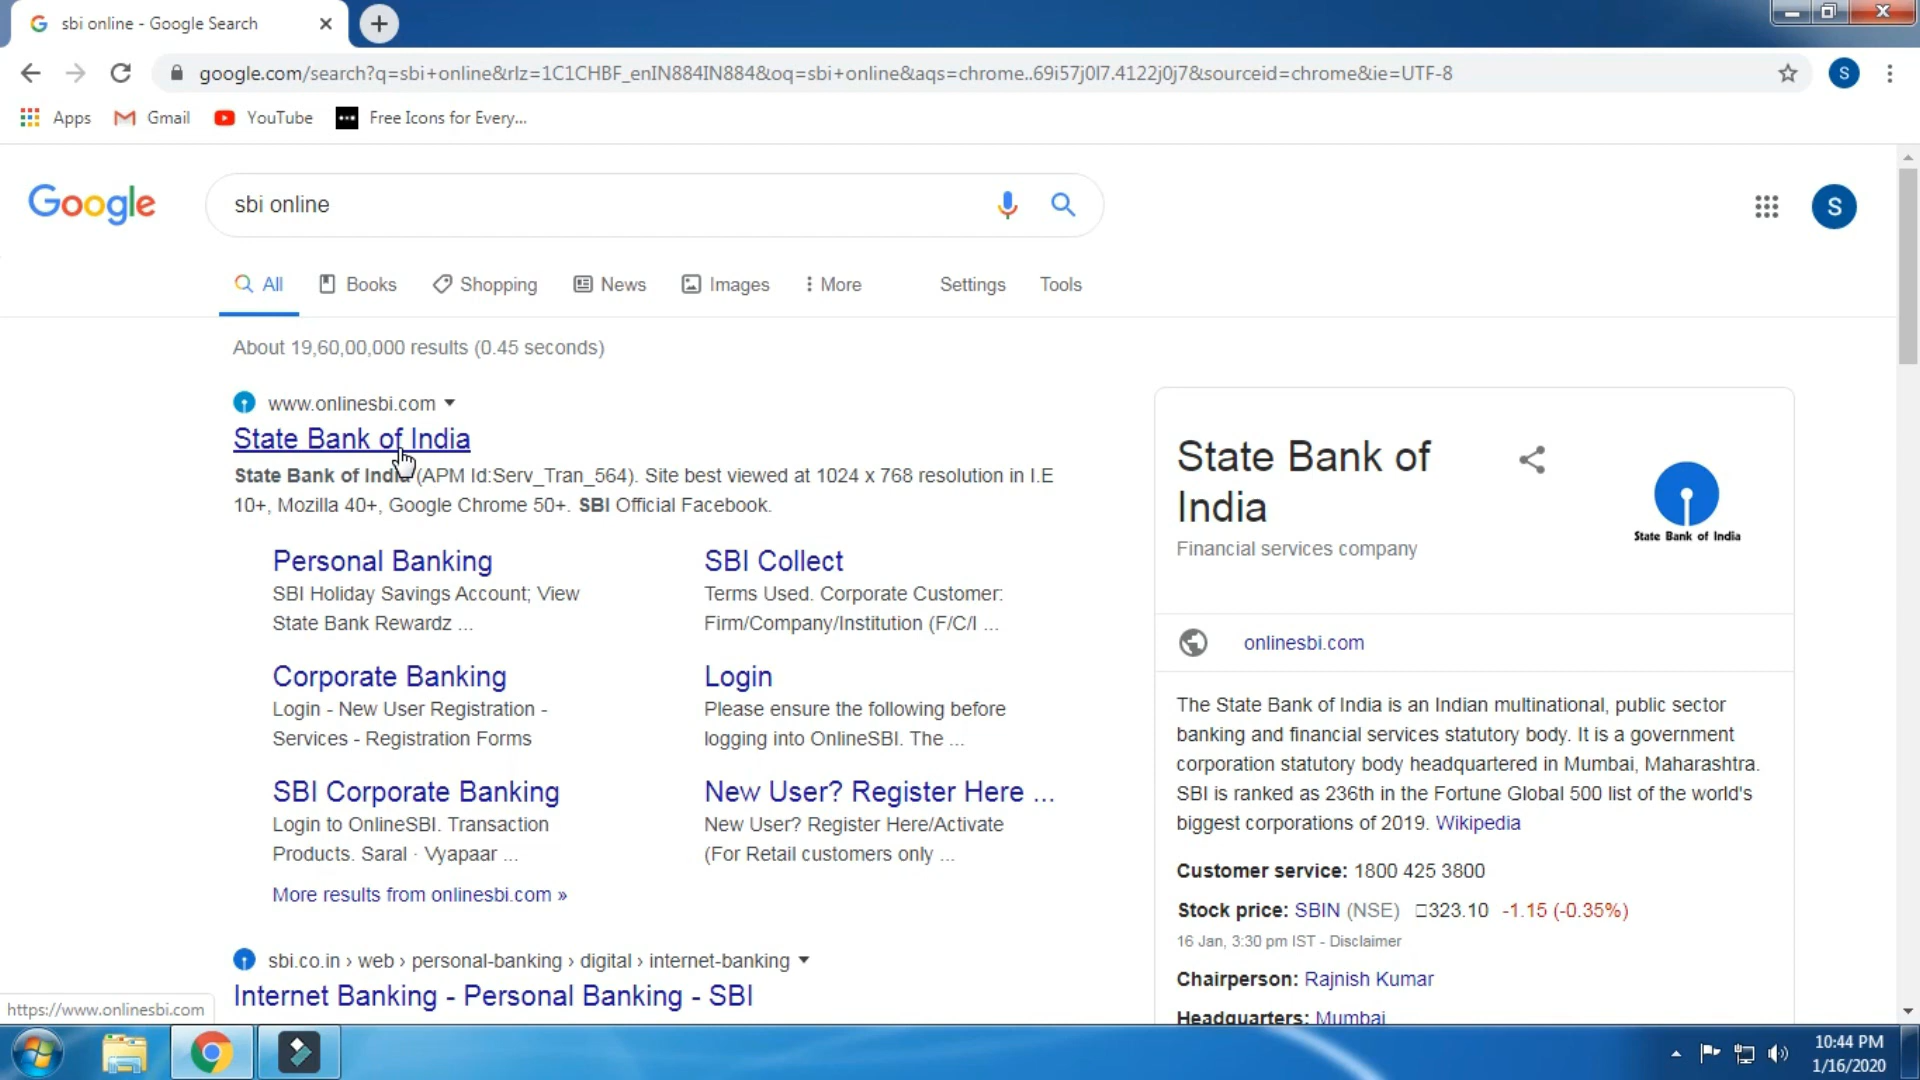 sbi online - Google Search
google.com/search?q=sbi+online&rlz=1C1CHBF_enIN884IN884&oq=sbi+online&aqs=chrome..69i57j0l7.4122j0j7&sourceid=chrome&ie=UTF-8
S
Apps
Gmail
YouTube
Free Icons for Every...
Google
sbi online
S
All
Books
Shopping
News
Images
More
Settings
Tools
About 19,60,00,000 results (0.45 seconds)
www.onlinesbi.com
State Bank of India
State Bank of India (APM Id:Serv_Tran_564). Site best viewed at 1024 x 768 resolution in I.E
10+, Mozilla 40+, Google Chrome 50+. SBI Official Facebook.
Personal Banking
SBI Holiday Savings Account; View
State Bank Rewardz ...
SBI Collect
Terms Used. Corporate Customer:
Firm/Company/Institution (F/C/I ...
Corporate Banking
Login - New User Registration -
Services - Registration Forms
Login
Please ensure the following before
logging into OnlineSBI. The ...
SBI Corporate Banking
Login to OnlineSBI. Transaction
Products. Saral · Vyapaar ...
New User? Register Here ...
New User? Register Here/Activate
(For Retail customers only ...
More results from onlinesbi.com »
sbi.co.in › web › personal-banking › digital › internet-banking
Internet Banking - Personal Banking - SBI
State Bank of
India
Financial services company
State Bank of India
onlinesbi.com
The State Bank of India is an Indian multinational, public sector
banking and financial services statutory body. It is a government
corporation statutory body headquartered in Mumbai, Maharashtra.
SBI is ranked as 236th in the Fortune Global 500 list of the world's
biggest corporations of 2019. Wikipedia
Customer service: 1800 425 3800
Stock price: SBIN (NSE) □323.10 -1.15 (-0.35%)
16 Jan, 3:30 pm IST - Disclaimer
Chairperson: Rajnish Kumar
Headquarters: Mumbai
https://www.onlinesbi.com
10:44 PM
1/16/2020